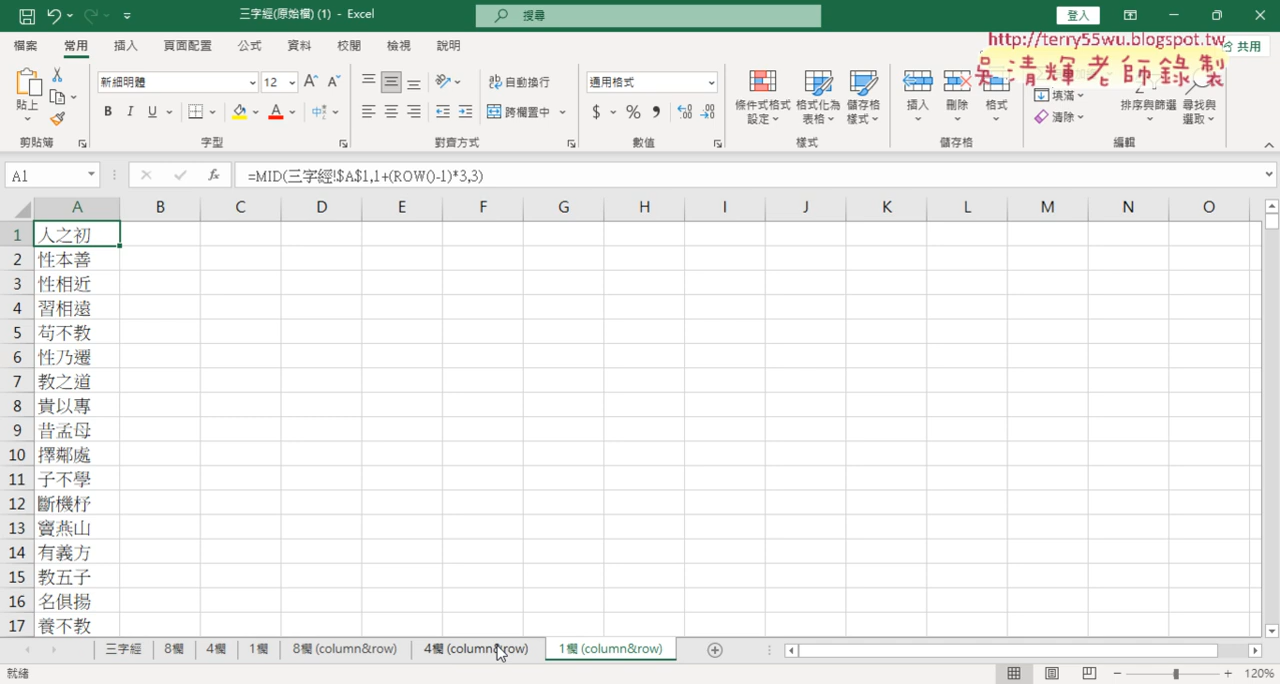 三字經(原始檔) (1) - Excel
搜尋
登入
http://terry55wu.blogspot.tw
吳清輝老師錄製
檔案 常用 插入 頁面配置 公式 資料 校閱 檢視 說明 共用
貼上
新細明體 12
自動換行
通用格式
條件式格式設定
格式化為表格
儲存格樣式
插入 刪除 格式
填滿
清除
排序與篩選
尋找與選取
B I U A
跨欄置中
$ % ,
剪貼簿 字型 對齊方式 數值 樣式 儲存格 編輯
A1 fx =MID(三字經!$A$1,1+(ROW()-1)*3,3)
A B C D E F G H I J K L M N O
1 人之初
2 性本善
3 性相近
4 習相遠
5 苟不教
6 性乃遷
7 教之道
8 貴以專
9 昔孟母
10 擇鄰處
11 子不學
12 斷機杼
13 竇燕山
14 有義方
15 教五子
16 名俱揚
17 養不教
三字經 8欄 4欄 1欄 8欄 (column&row) 4欄 (column&row) 1欄 (column&row)
就緒 120%